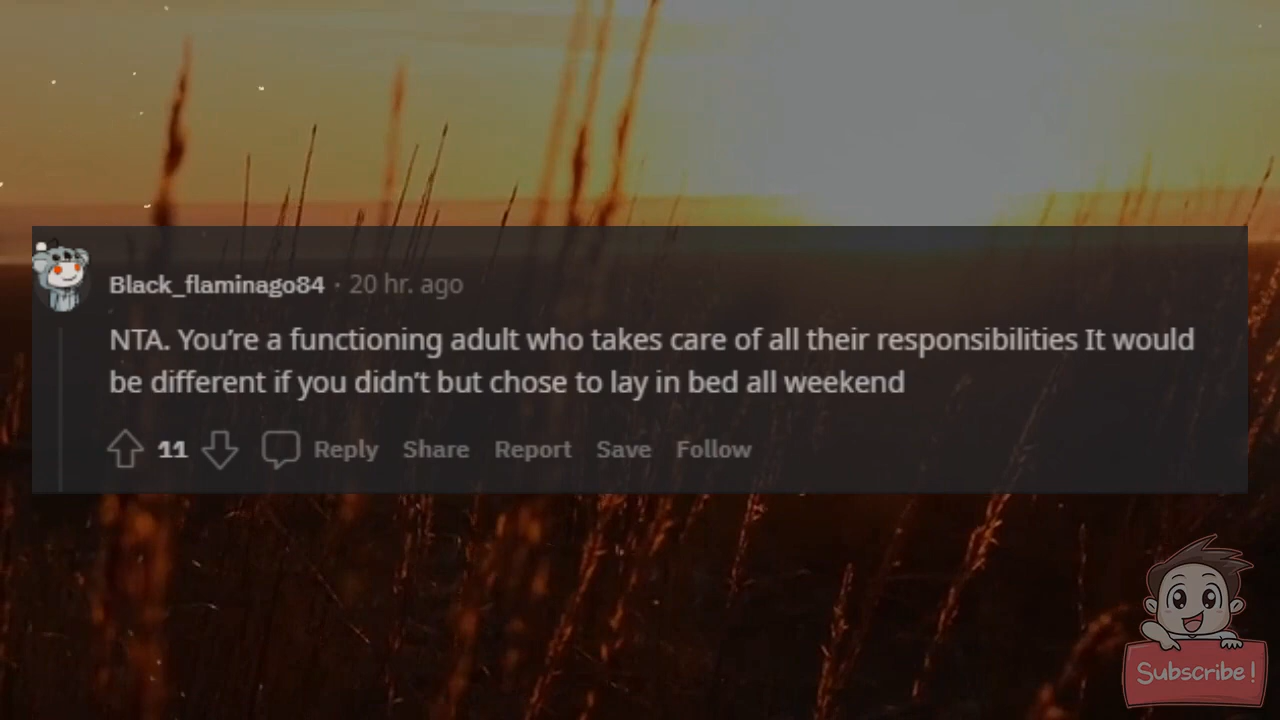 Black_flaminago84 · 20 hr. ago
NTA. You’re a functioning adult who takes care of all their responsibilities It would
be different if you didn’t but chose to lay in bed all weekend
11 Reply Share Report Save Follow
Subscribe!